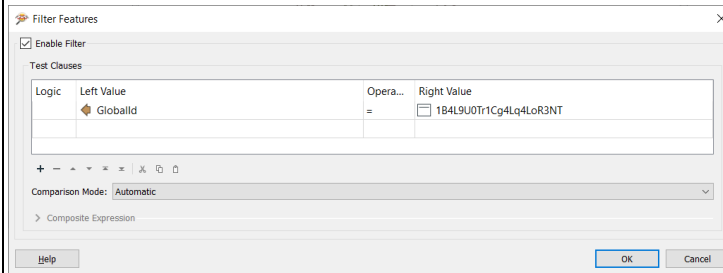 Filter Features
Enable Filter
Test Clauses
Logic Left Value Opera... Right Value
GlobalId = 1B4L9U0Tr1Cg4Lq4LoR3NT
Comparison Mode: Automatic
Composite Expression
Help OK Cancel